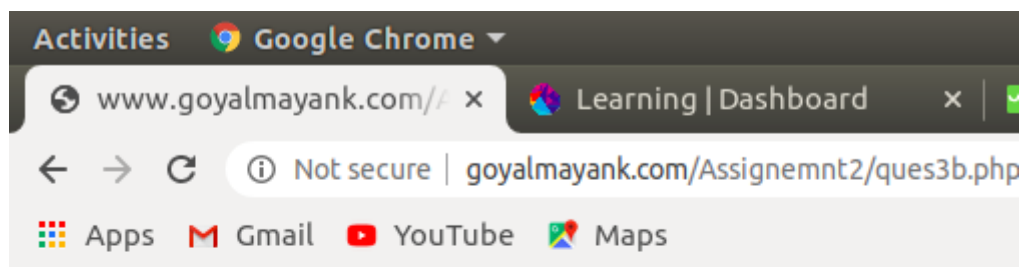 Activities Google Chrome
www.goyalmayank.com/A Learning | Dashboard
Not secure | goyalmayank.com/Assignemnt2/ques3b.php
Apps Gmail YouTube Maps